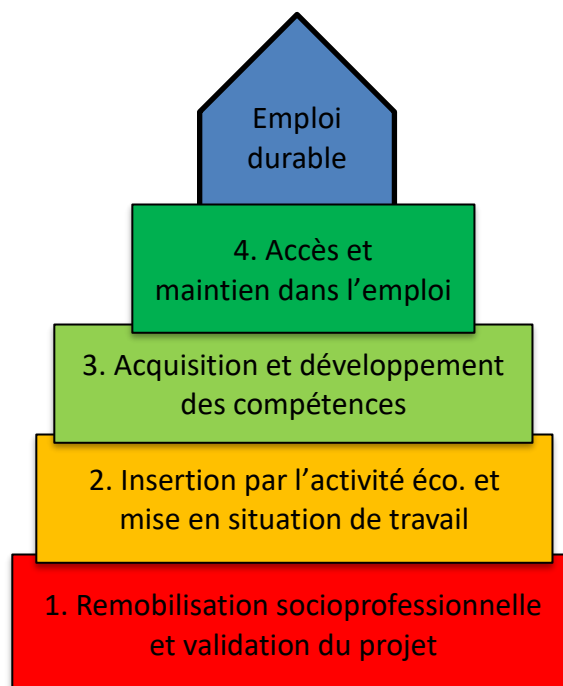 Emploi
durable
4. Accès et
maintien dans l’emploi
3. Acquisition et développement
des compétences
2. Insertion par l’activité éco. et
mise en situation de travail
1. Remobilisation socioprofessionnelle
et validation du projet